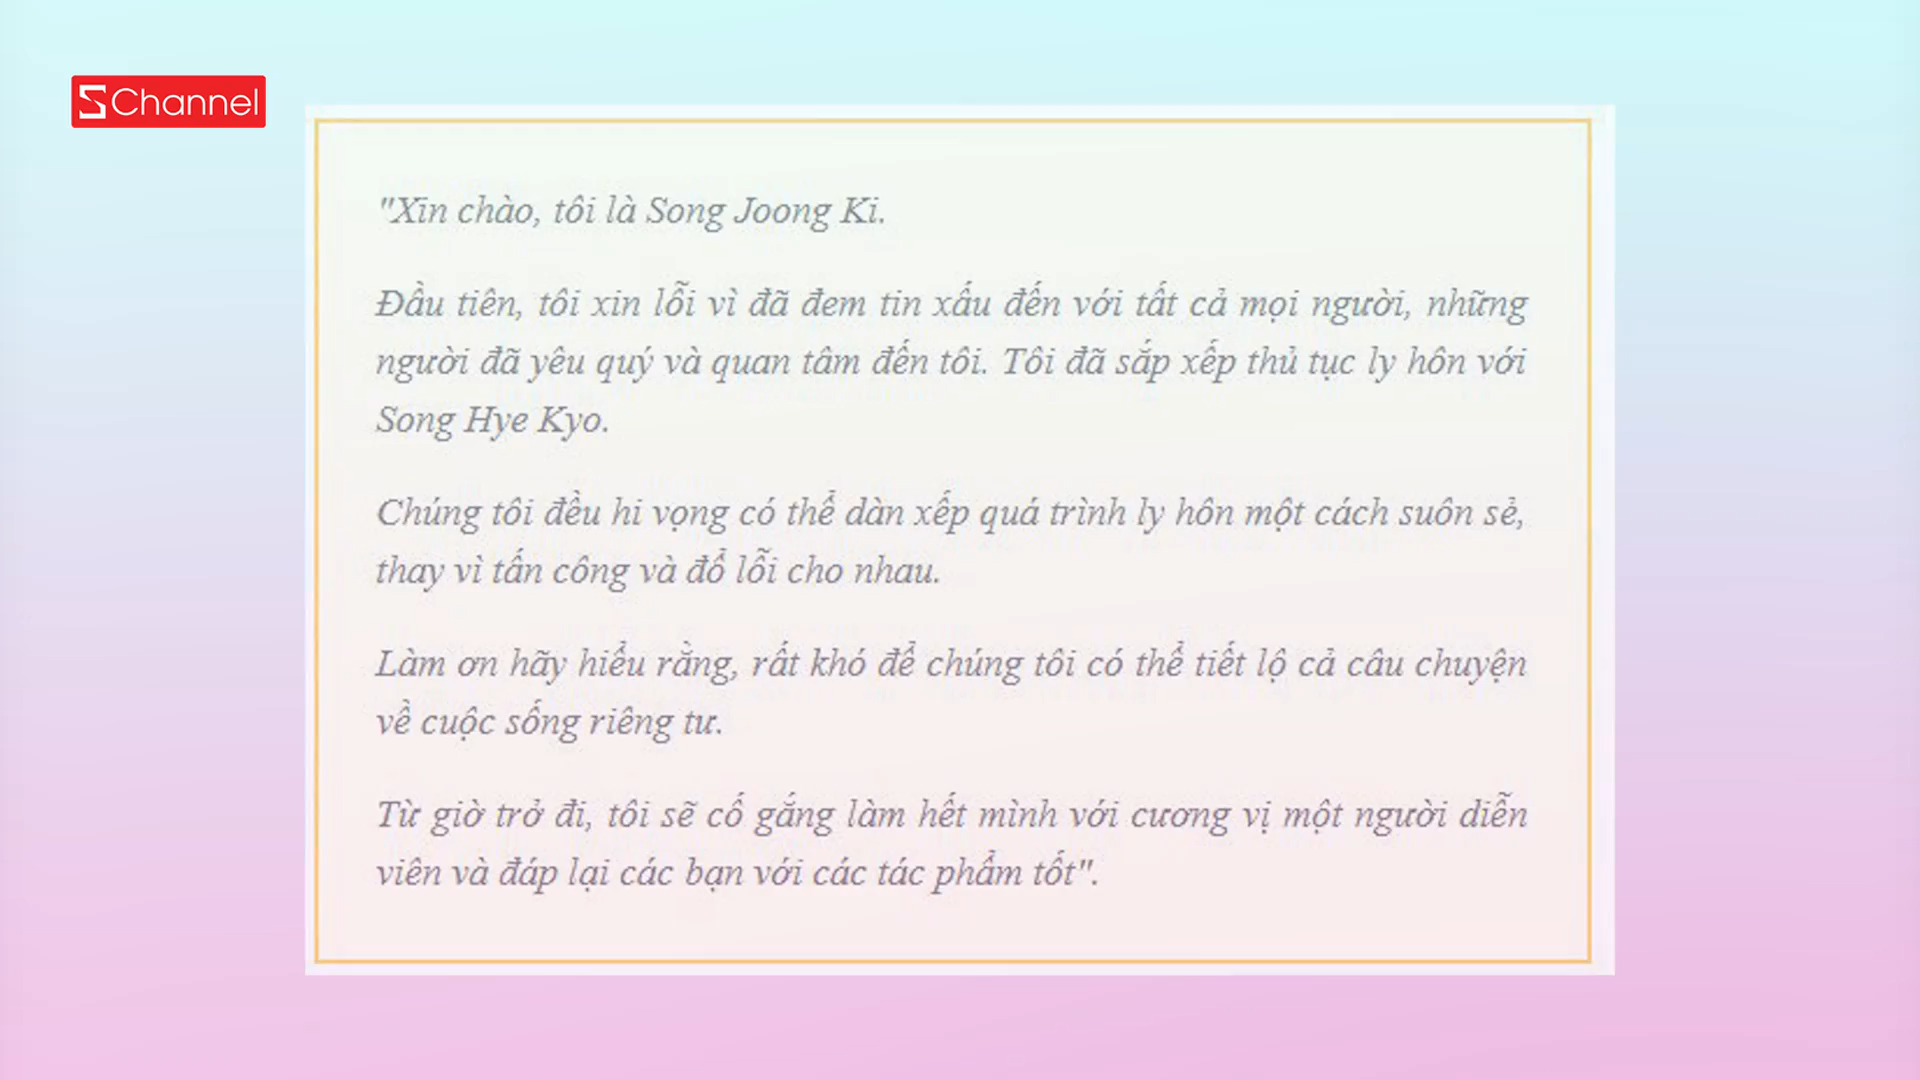 SChannel
"Xin chào, tôi là Song Joong Ki.
Đầu tiên, tôi xin lỗi vì đã đem tin xấu đến với tất cả mọi người, những
người đã yêu quý và quan tâm đến tôi. Tôi đã sắp xếp thủ tục ly hôn với
Song Hye Kyo.
Chúng tôi đều hi vọng có thể dàn xếp quá trình ly hôn một cách suôn sẻ,
thay vì tấn công và đổ lỗi cho nhau.
Làm ơn hãy hiểu rằng, rất khó để chúng tôi có thể tiết lộ cả câu chuyện
về cuộc sống riêng tư.
Từ giờ trở đi, tôi sẽ cố gắng làm hết mình với cương vị một người diễn
viên và đáp lại các bạn với các tác phẩm tốt".